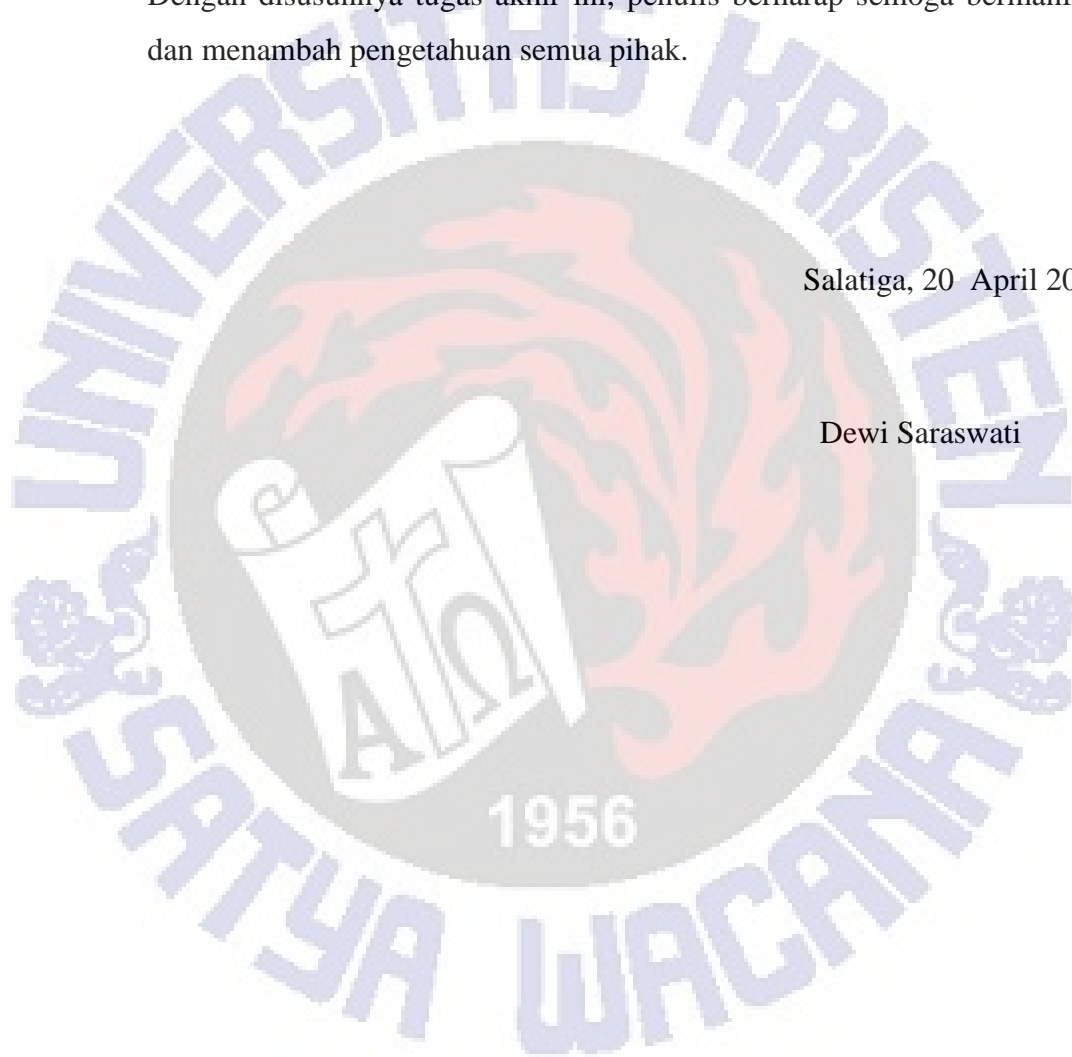 dan menambah pengetahuan semua pihak.
Salatiga, 20 April
Dewi Saraswati
UNIVERSITAS KRISTEN
SATYA WACANA
A Ω
1956